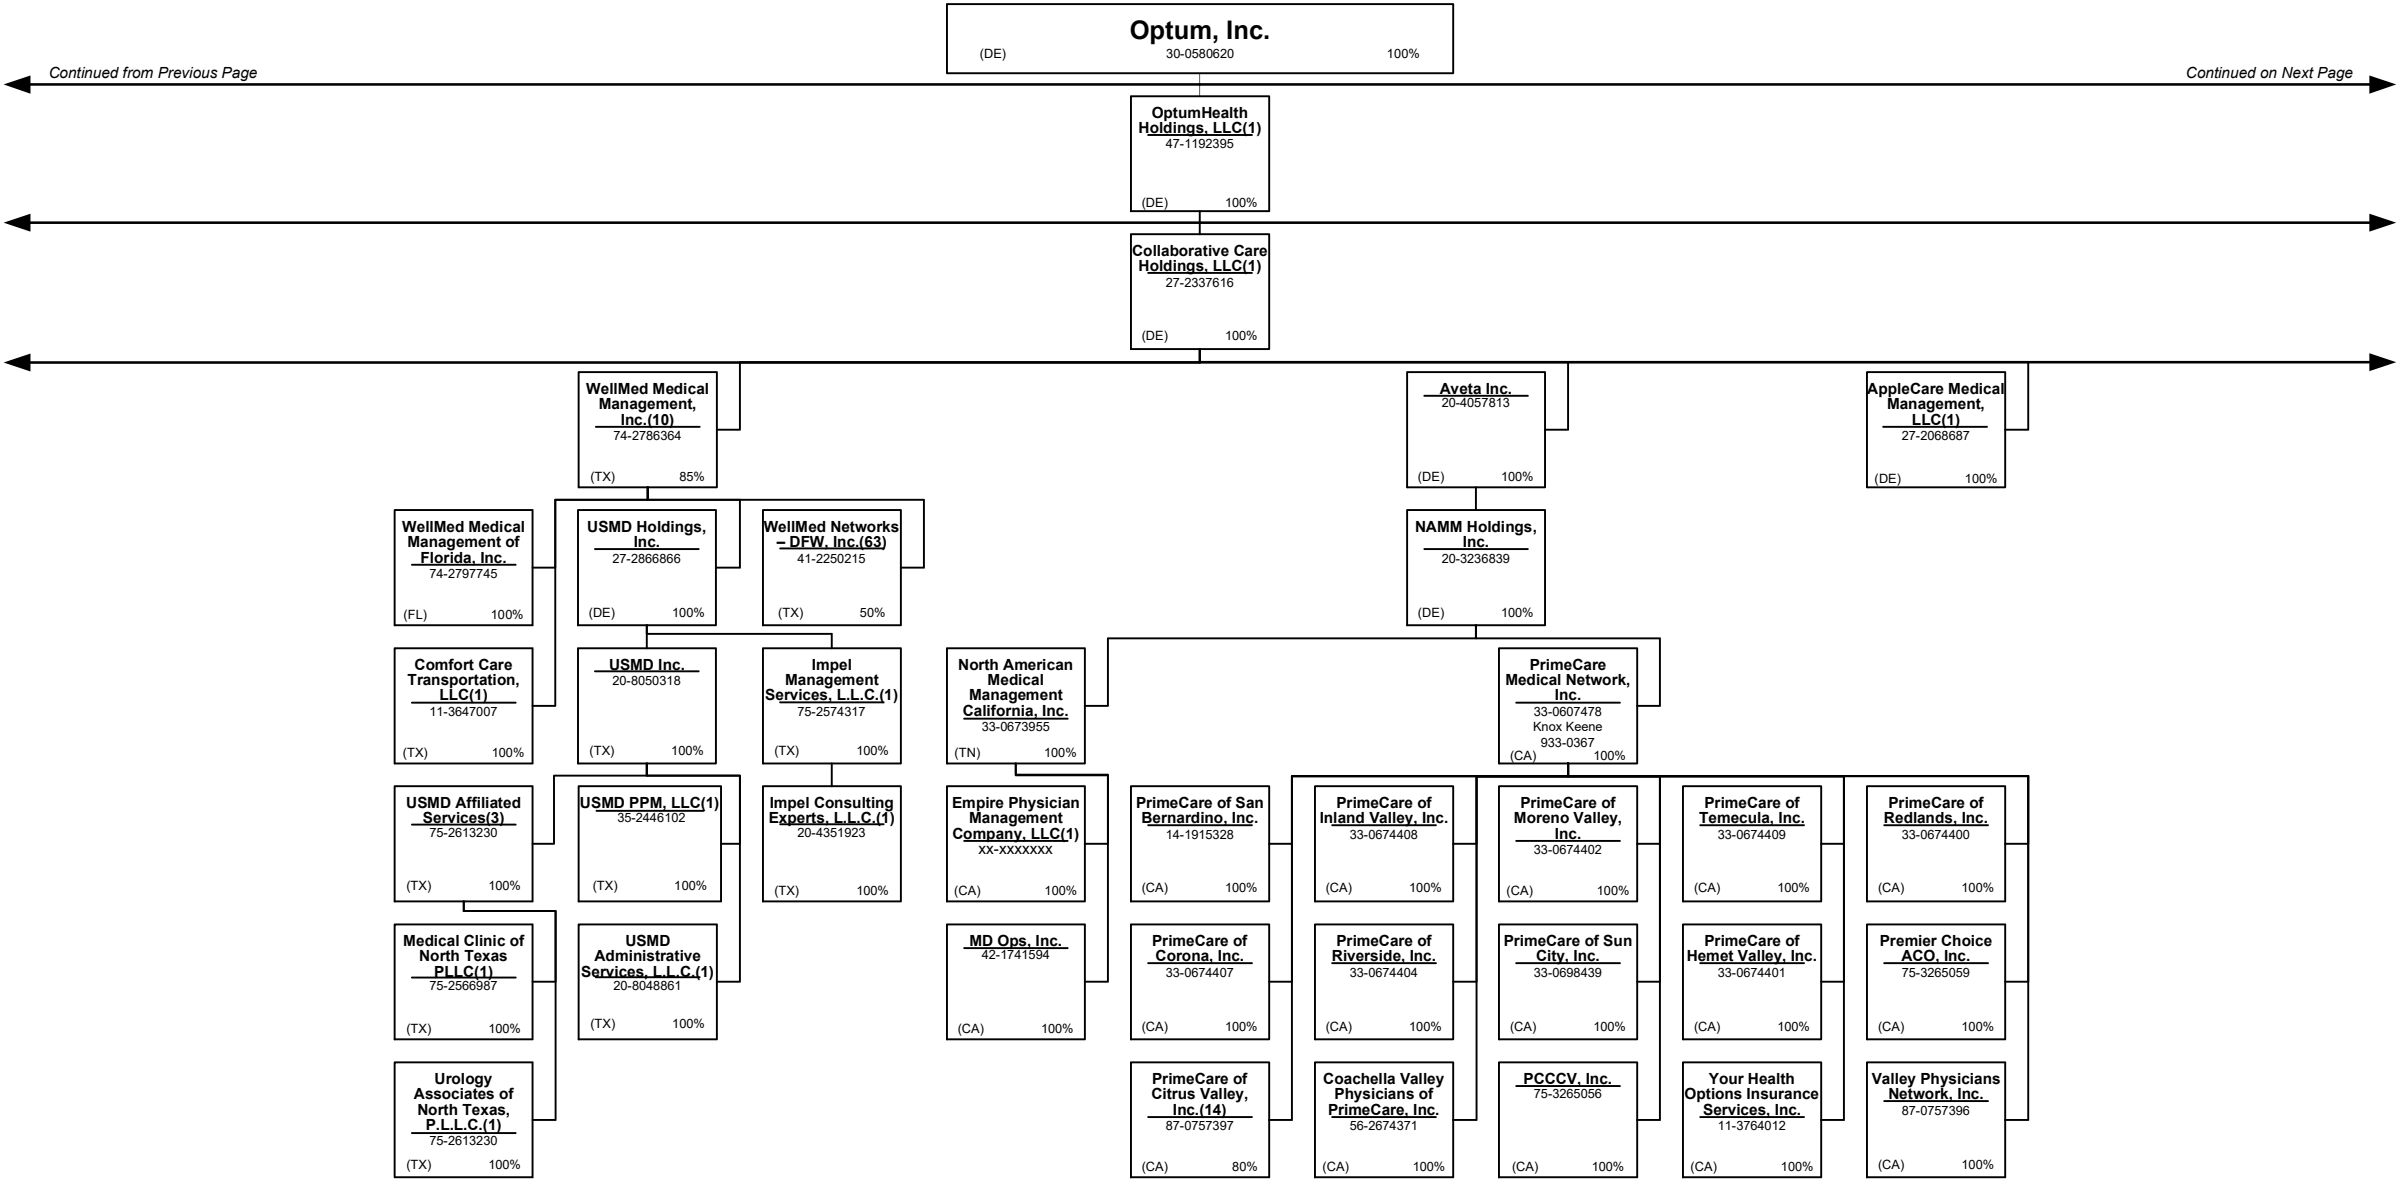 Optum, Inc.
(DE) 30-0580620 100%
Continued from Previous Page
Continued on Next Page
OptumHealth
Holdings, LLC(1)
47-1192395
(DE) 100%
Collaborative Care
Holdings, LLC(1)
27-2337616
(DE) 100%
WellMed Medical
Management,
Inc.(10)
74-2786364
(TX) 85%
Aveta Inc.
20-4057813
(DE) 100%
AppleCare Medical
Management,
LLC(1)
27-2068687
(DE) 100%
WellMed Medical
Management of
Florida, Inc.
74-2797745
(FL) 100%
USMD Holdings,
Inc.
27-2866866
(DE) 100%
WellMed Networks
– DFW, Inc.(63)
41-2250215
(TX) 50%
NAMM Holdings,
Inc.
20-3236839
(DE) 100%
Comfort Care
Transportation,
LLC(1)
11-3647007
(TX) 100%
USMD Inc.
20-8050318
(TX) 100%
Impel
Management
Services, L.L.C.(1)
75-2574317
(TX) 100%
North American
Medical
Management
California, Inc.
33-0673955
(TN) 100%
PrimeCare
Medical Network,
Inc.
33-0607478
Knox Keene
933-0367
(CA) 100%
USMD Affiliated
Services(3)
75-2613230
(TX) 100%
USMD PPM, LLC(1)
35-2446102
(TX) 100%
Impel Consulting
Experts, L.L.C.(1)
20-4351923
(TX) 100%
Empire Physician
Management
Company, LLC(1)
xx-xxxxxxx
(CA) 100%
PrimeCare of San
Bernardino, Inc.
14-1915328
(CA) 100%
PrimeCare of
Inland Valley, Inc.
33-0674408
(CA) 100%
PrimeCare of
Moreno Valley,
Inc.
33-0674402
(CA) 100%
PrimeCare of
Temecula, Inc.
33-0674409
(CA) 100%
PrimeCare of
Redlands, Inc.
33-0674400
(CA) 100%
Medical Clinic of
North Texas
PLLC(1)
75-2566987
(TX) 100%
USMD
Administrative
Services, L.L.C.(1)
20-8048861
(TX) 100%
MD Ops, Inc.
42-1741594
(CA) 100%
PrimeCare of
Corona, Inc.
33-0674407
(CA) 100%
PrimeCare of
Riverside, Inc.
33-0674404
(CA) 100%
PrimeCare of Sun
City, Inc.
33-0698439
(CA) 100%
PrimeCare of
Hemet Valley, Inc.
33-0674401
(CA) 100%
Premier Choice
ACO, Inc.
75-3265059
(CA) 100%
Urology
Associates of
North Texas,
P.L.L.C.(1)
75-2613230
(TX) 100%
PrimeCare of
Citrus Valley,
Inc.(14)
87-0757397
(CA) 80%
Coachella Valley
Physicians of
PrimeCare, Inc.
56-2674371
(CA) 100%
PCCCV, Inc.
75-3265056
(CA) 100%
Your Health
Options Insurance
Services, Inc.
11-3764012
(CA) 100%
Valley Physicians
Network, Inc.
87-0757396
(CA) 100%